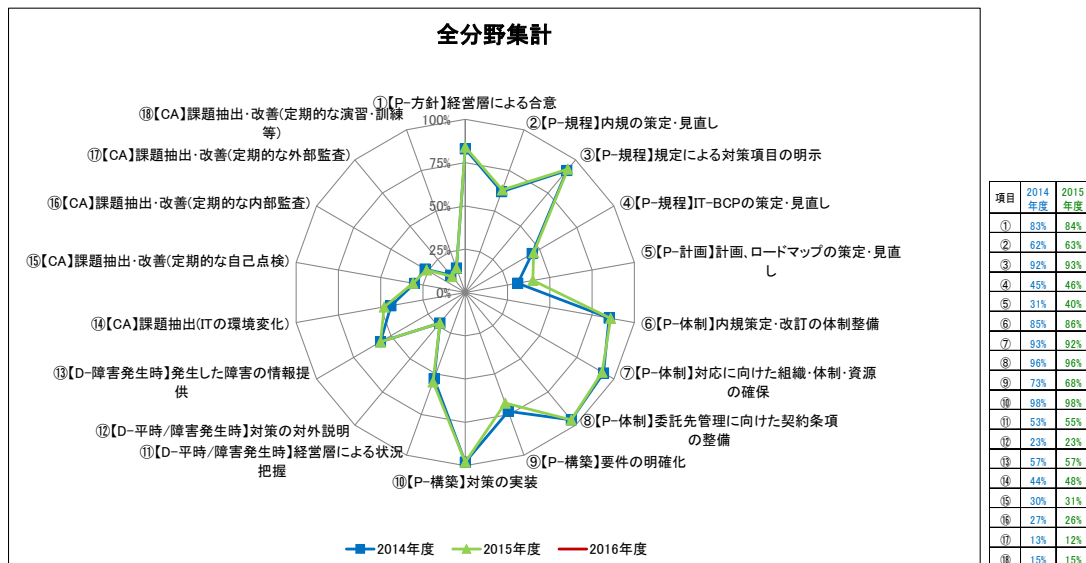 全分野集計
①【P-方針】経営層による合意
②【P-規程】内規の策定・見直し
③【P-規程】規定による対策項目の明示
④【P-規程】IT-BCPの策定・見直し
⑤【P-計画】計画、ロードマップの策定・見直
し
⑥【P-体制】内規策定・改訂の体制整備
⑦【P-体制】対応に向けた組織・体制・資源
の確保
⑧【P-体制】委託先管理に向けた契約条項
の整備
⑨【P-構築】要件の明確化
⑩【P-構築】対策の実装
⑪【D-平時/障害発生時】経営層による状況
把握
⑫【D-平時/障害発生時】対策の対外説明
⑬【D-障害発生時】発生した障害の情報提
供
⑭【CA】課題抽出(ITの環境変化)
⑮【CA】課題抽出・改善(定期的な自己点検)
⑯【CA】課題抽出・改善(定期的な内部監査)
⑰【CA】課題抽出・改善(定期的な外部監査)
⑱【CA】課題抽出・改善(定期的な演習・訓練
等)
100%
75%
50%
25%
0%
2014年度 2015年度 2016年度
項目 2014年度 2015年度
① 83% 84%
② 62% 63%
③ 92% 93%
④ 45% 46%
⑤ 31% 40%
⑥ 85% 86%
⑦ 93% 92%
⑧ 96% 96%
⑨ 73% 68%
⑩ 98% 98%
⑪ 53% 55%
⑫ 23% 23%
⑬ 57% 57%
⑭ 44% 48%
⑮ 30% 31%
⑯ 27% 26%
⑰ 13% 12%
⑱ 15% 15%